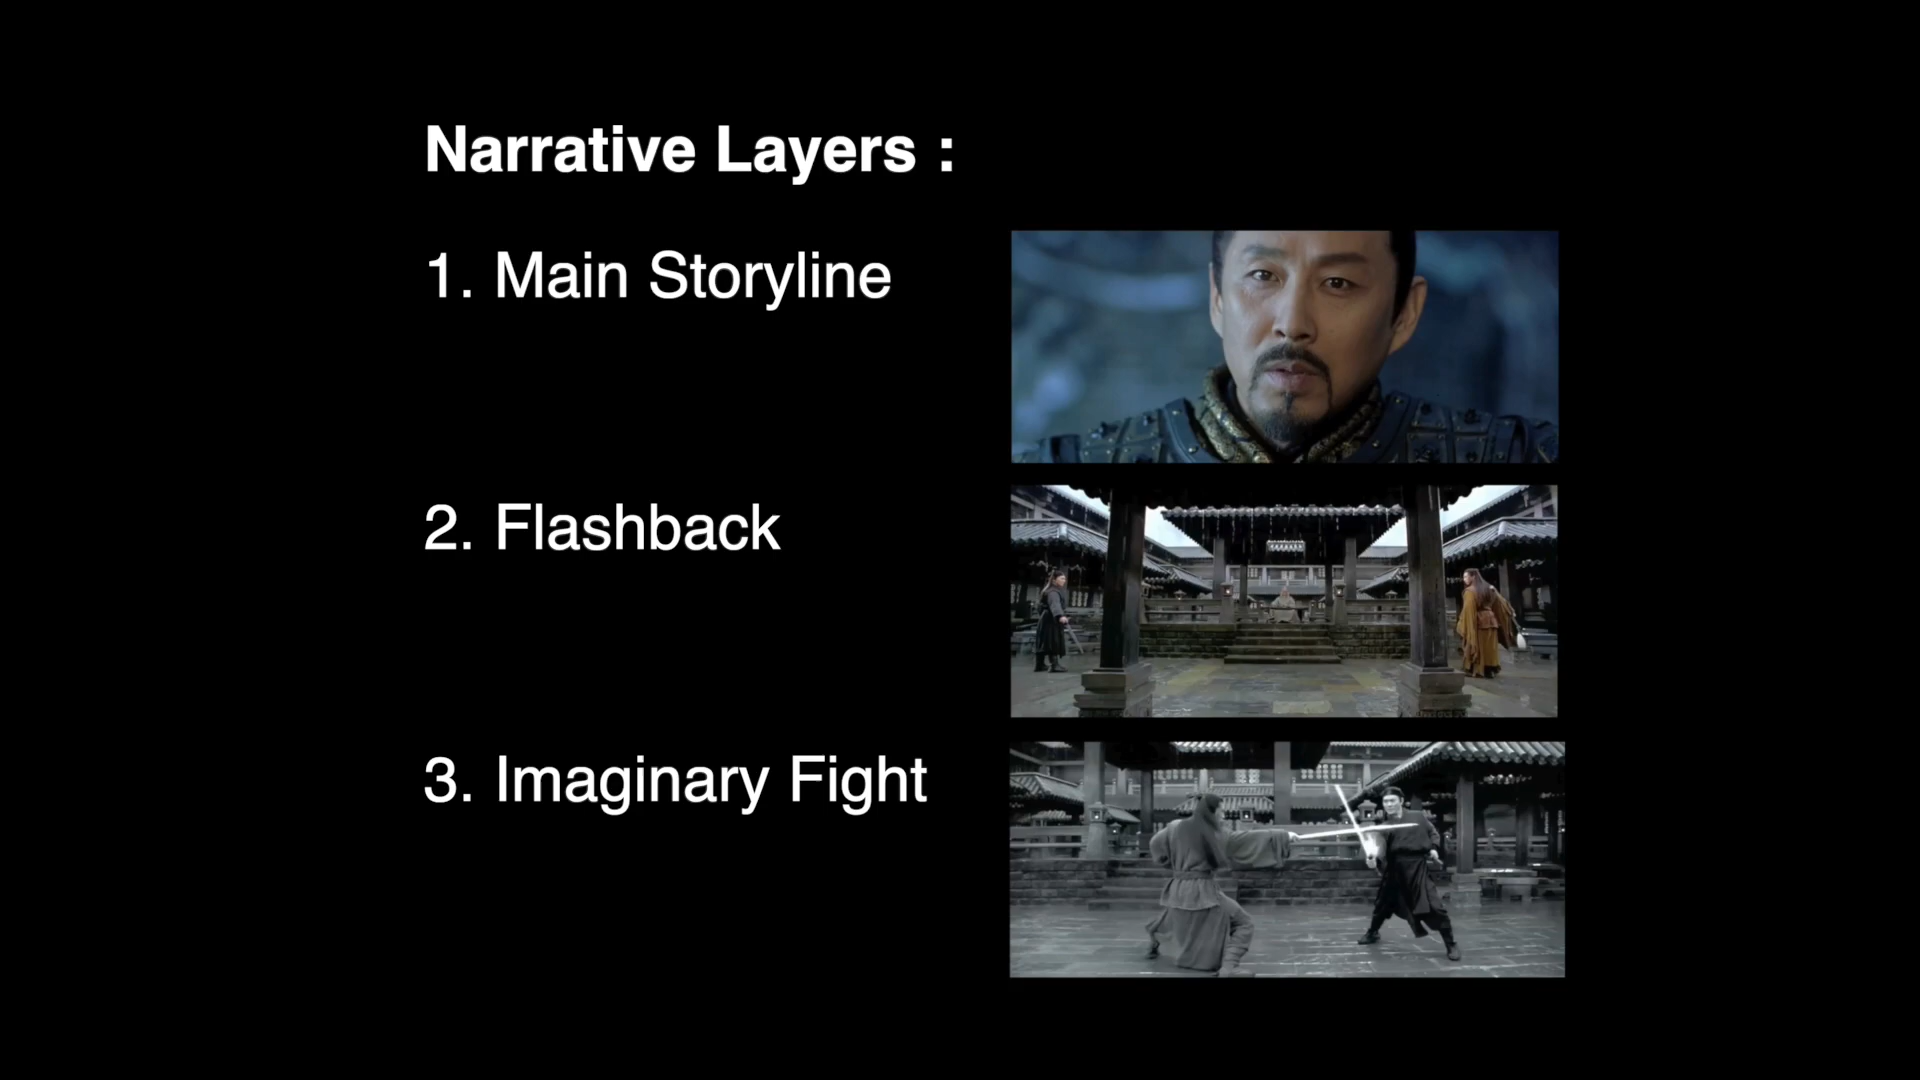 Narrative Layers :
1. Main Storyline
2. Flashback
3. Imaginary Fight